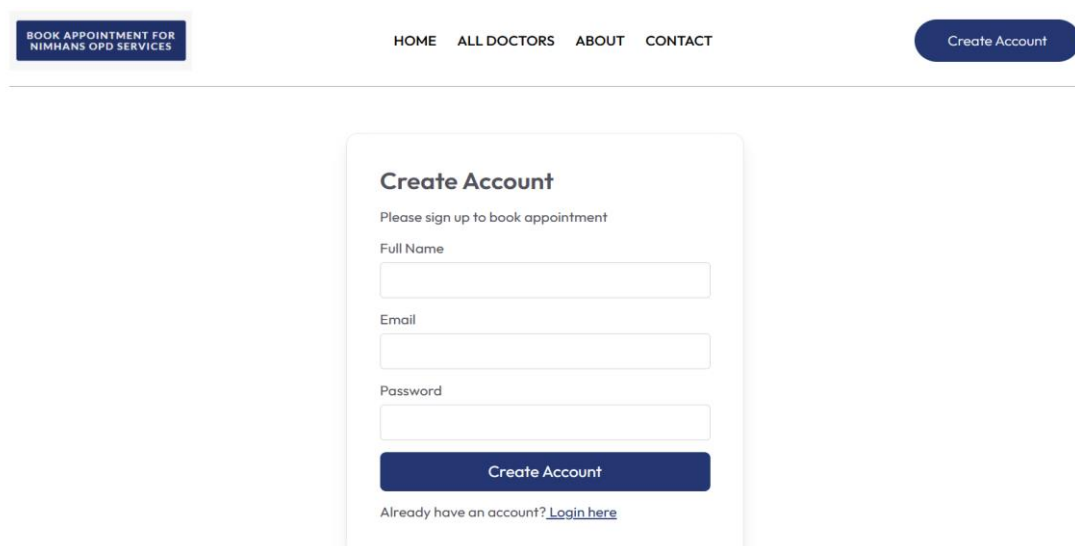 BOOK APPOINTMENT FOR
NIMHANS OPD SERVICES
HOME ALL DOCTORS ABOUT CONTACT
Create Account
Create Account
Please sign up to book appointment
Full Name
Email
Password
Create Account
Already have an account? Login here